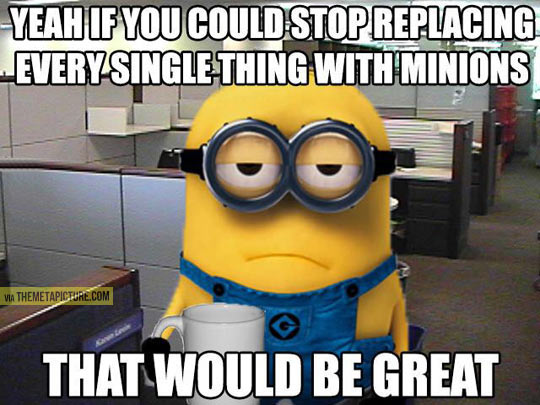 YEAH IF YOU COULD STOP REPLACING
EVERY SINGLE THING WITH MINIONS
VIA THEMETAPICTURE.COM
THAT WOULD BE GREAT